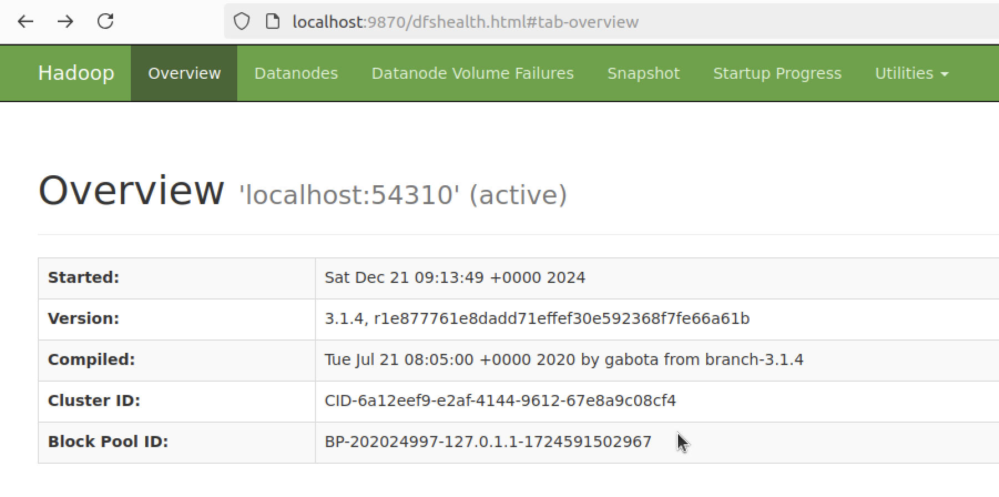 localhost:9870/dfshealth.html#tab-overview
Hadoop Overview Datanodes Datanode Volume Failures Snapshot Startup Progress Utilities
Overview 'localhost:54310' (active)
Started: Sat Dec 21 09:13:49 +0000 2024
Version: 3.1.4, r1e877761e8dadd71effef30e592368f7fe66a61b
Compiled: Tue Jul 21 08:05:00 +0000 2020 by gabota from branch-3.1.4
Cluster ID: CID-6a12eef9-e2af-4144-9612-67e8a9c08cf4
Block Pool ID: BP-202024997-127.0.1.1-1724591502967